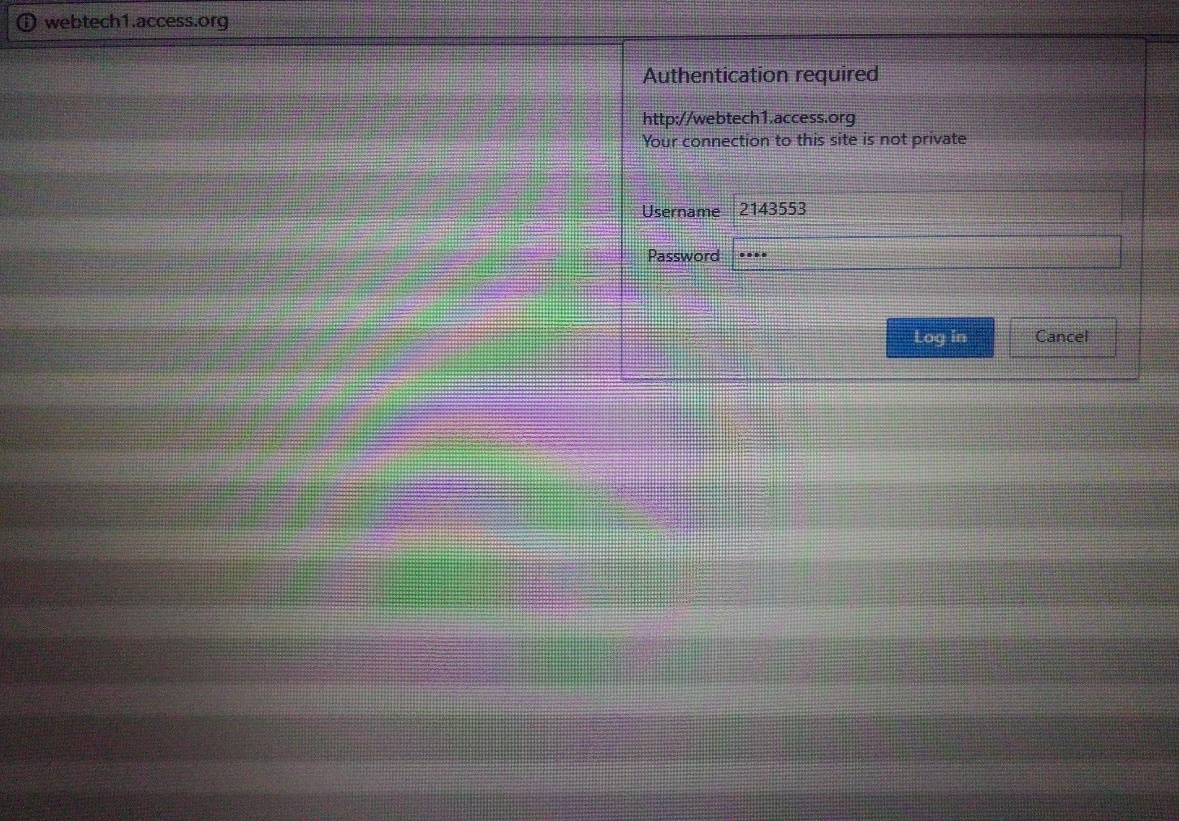 webtech1.access.org
Authentication required
http://webtech1.access.org
Your connection to this site is not private
Username 2143553
Password ••••
Log in Cancel